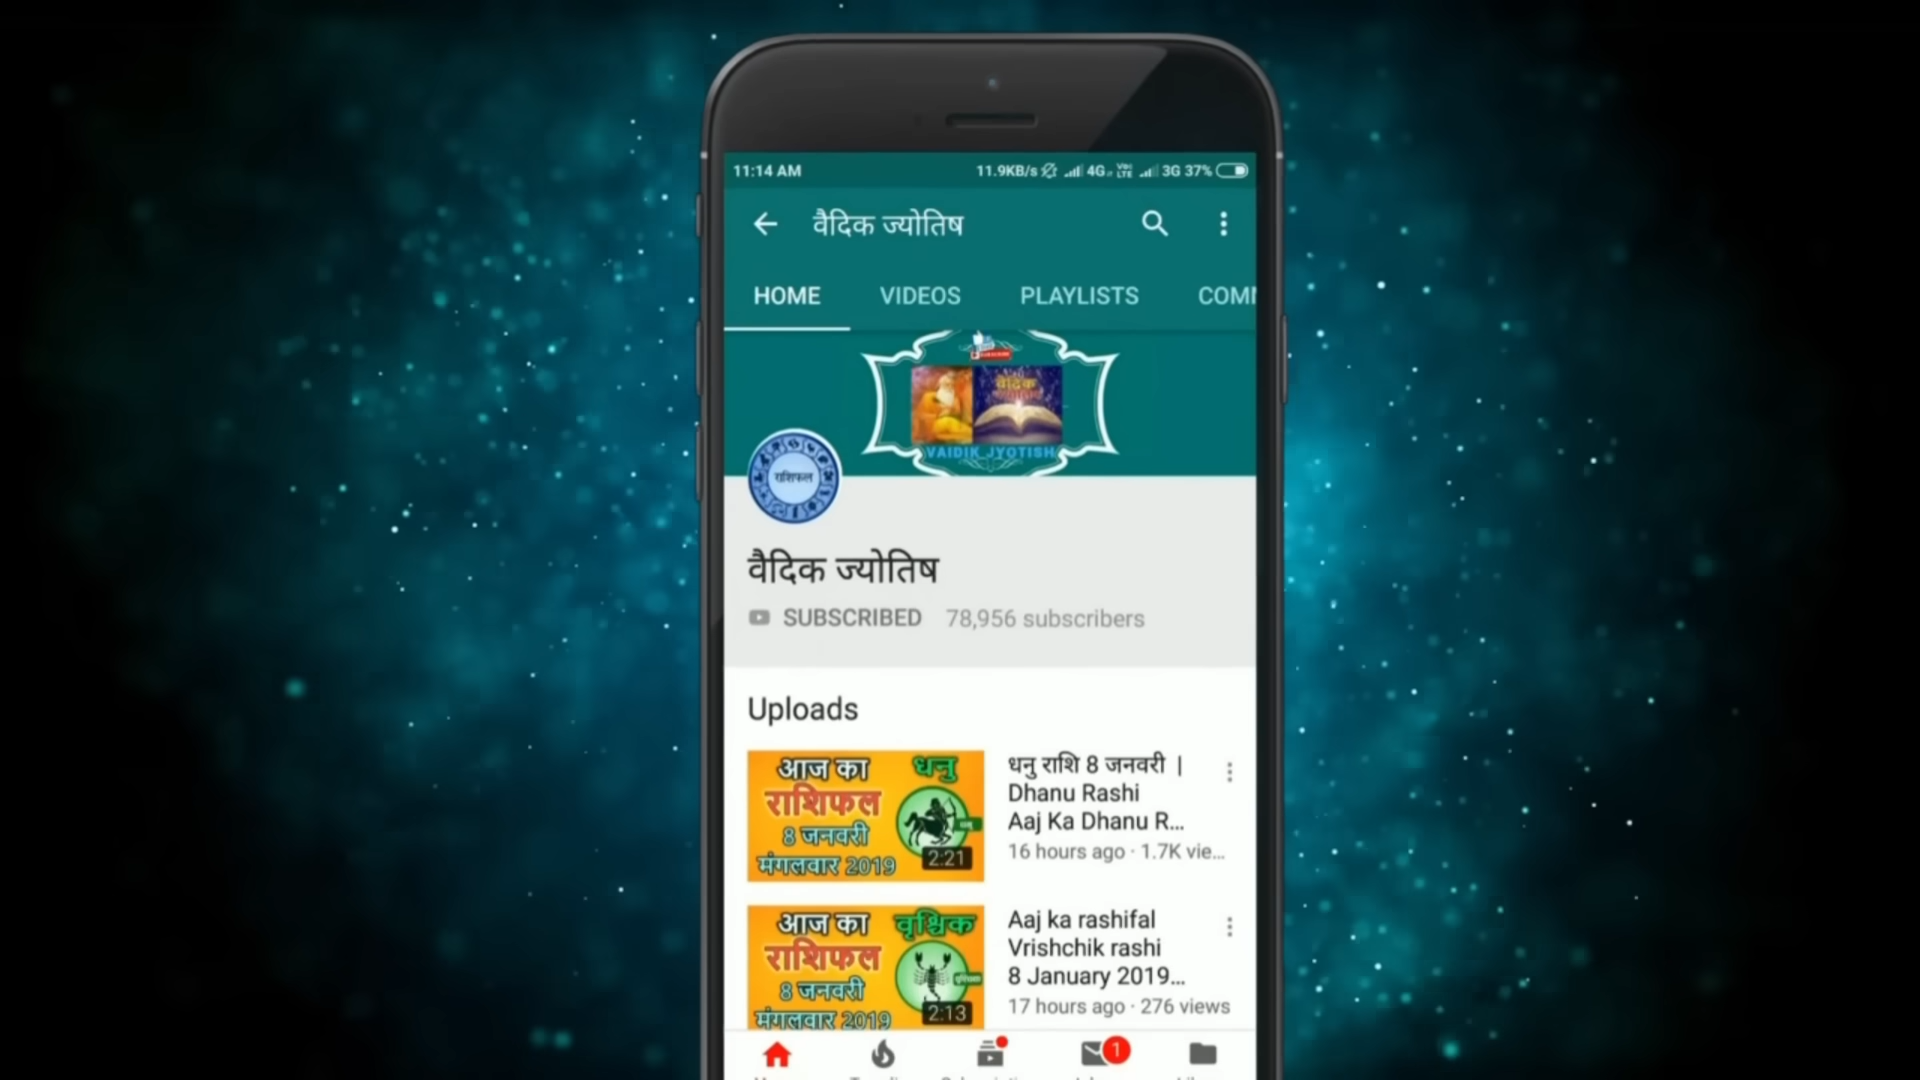 11:14 AM 11.9KB/s 4G Vo LTE 3G 37%
वैदिक ज्योतिष
HOME VIDEOS PLAYLISTS COMM
वैदिक
VAIDIK JYOTISH
राशिफल
वैदिक ज्योतिष
SUBSCRIBED 78,956 subscribers
Uploads
आज का धनु
राशिफल
8 जनवरी
मंगलवार 2019
2:21
धनु राशि 8 जनवरी |
Dhanu Rashi
Aaj Ka Dhanu R...
16 hours ago · 1.7K vie...
आज का वृश्चिक
राशिफल
8 जनवरी
मंगलवार 2019
2:13
Aaj ka rashifal
Vrishchik rashi
8 January 2019...
17 hours ago · 276 views
1